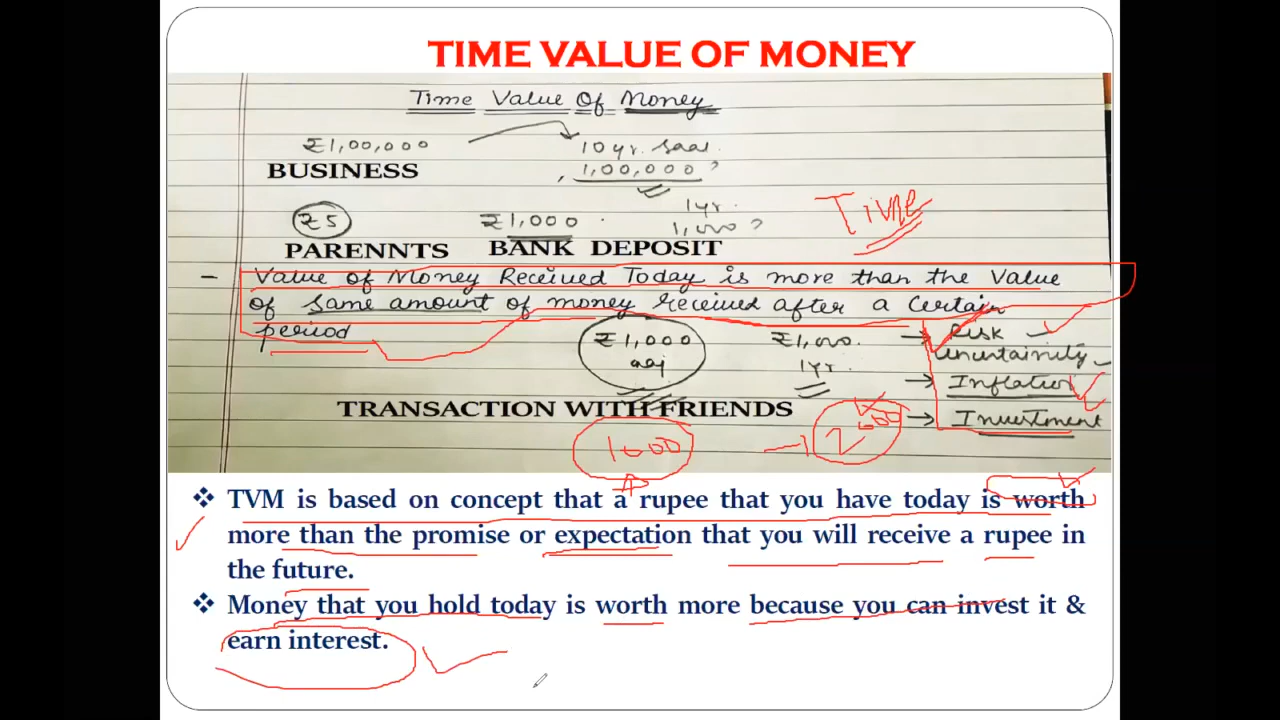 TIME VALUE OF MONEY
Time Value Of Money
₹1,00,000 10 yr. saal.
BUSINESS 1,00,000 ?
1yr.
₹5 ₹1,000 1,000 ?
Time
PARENNTS BANK DEPOSIT
- Value of Money Received Today is more than the Value
of same amount of money received after a Certain
period
₹1,000 ₹1,000. → Risk
uncertainity
aaj 1yr. → Inflation
TRANSACTION WITH FRIENDS → Investment
1000 2000
❖ TVM is based on concept that a rupee that you have today is worth
more than the promise or expectation that you will receive a rupee in
the future.
❖ Money that you hold today is worth more because you can invest it &
earn interest.